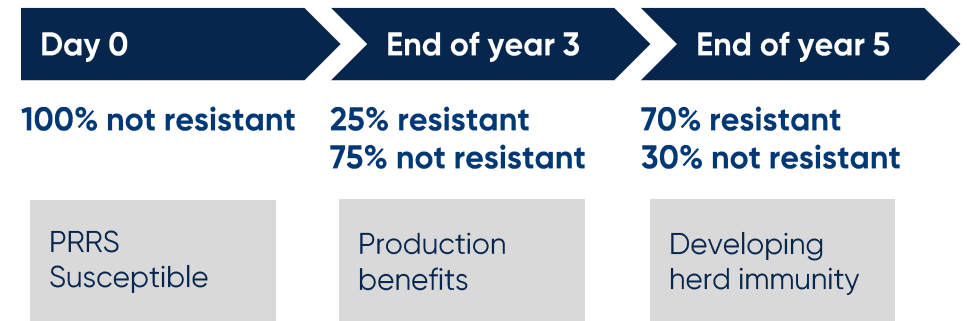 Day 0
End of year 3
End of year 5
100% not resistant
25% resistant
75% not resistant
70% resistant
30% not resistant
PRRS
Susceptible
Production
benefits
Developing
herd immunity